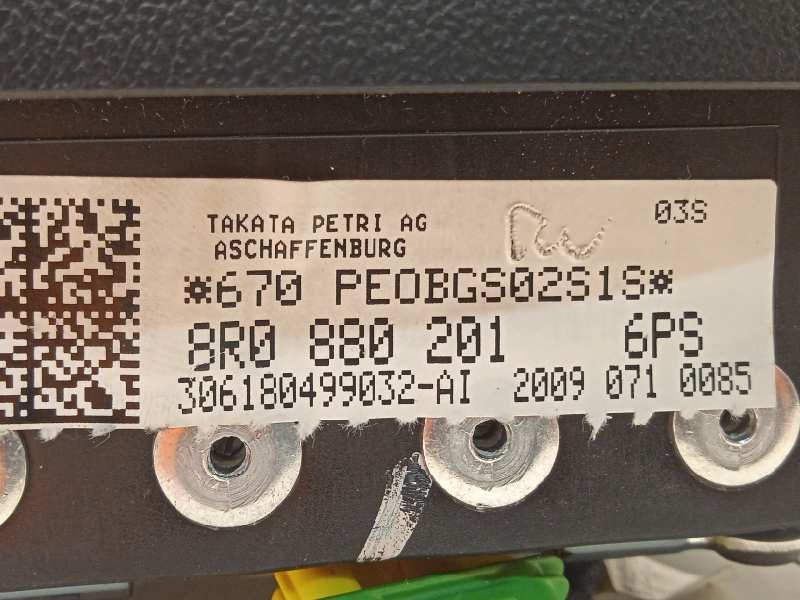 TAKATA PETRI AG 03S
ASCHAFFENBURG
*670 PEOBGS02S1S*
8R0 880 201 6PS
306180499032-AI 2009 071 0085